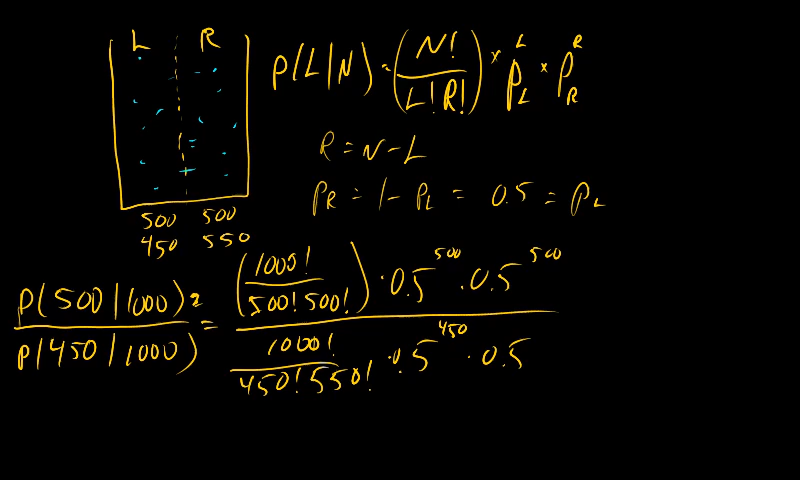 L R
P(L|N) = (N!/L!R!) × p_L^L × p_R^R
R = N - L
p_R = 1 - p_L = 0.5 = p_L
500 500
450 550
P(500|1000) = (1000!/500!500!) · 0.5^500 · 0.5^500
P(450|1000) 1000!/450!550! · 0.5^450 · 0.5